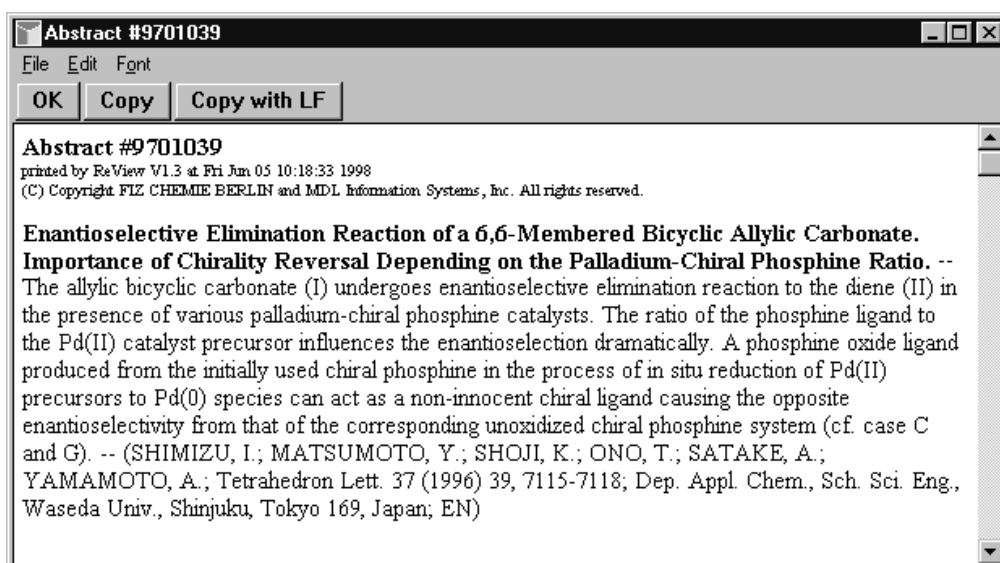 Abstract #9701039
File Edit Font
OK Copy Copy with LF
Abstract #9701039
printed by ReView V1.3 at Fri Jun 05 10:18:33 1998
(C) Copyright FIZ CHEMIE BERLIN and MDL Information Systems, Inc. All rights reserved.
Enantioselective Elimination Reaction of a 6,6-Membered Bicyclic Allylic Carbonate.
Importance of Chirality Reversal Depending on the Palladium-Chiral Phosphine Ratio. --
The allylic bicyclic carbonate (I) undergoes enantioselective elimination reaction to the diene (II) in
the presence of various palladium-chiral phosphine catalysts. The ratio of the phosphine ligand to
the Pd(II) catalyst precursor influences the enantioselection dramatically. A phosphine oxide ligand
produced from the initially used chiral phosphine in the process of in situ reduction of Pd(II)
precursors to Pd(0) species can act as a non-innocent chiral ligand causing the opposite
enantioselectivity from that of the corresponding unoxidized chiral phosphine system (cf. case C
and G). -- (SHIMIZU, I.; MATSUMOTO, Y.; SHOJI, K.; ONO, T.; SATAKE, A.;
YAMAMOTO, A.; Tetrahedron Lett. 37 (1996) 39, 7115-7118; Dep. Appl. Chem., Sch. Sci. Eng.,
Waseda Univ., Shinjuku, Tokyo 169, Japan; EN)